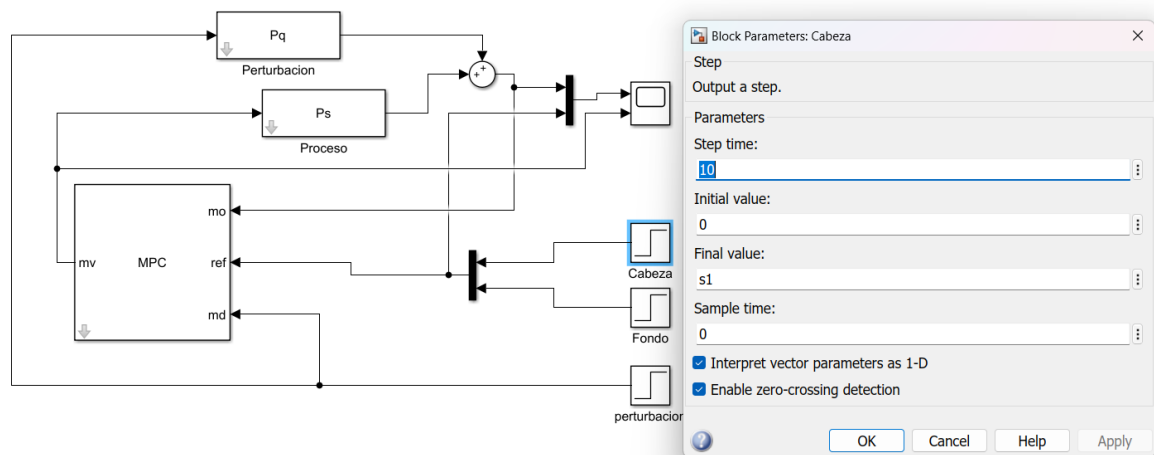 Pq
Perturbacion
+
+
Ps
Proceso
mo
mv
MPC
ref
md
Cabeza
Fondo
perturbacion
Block Parameters: Cabeza
Step
Output a step.
Parameters
Step time:
10
Initial value:
0
Final value:
s1
Sample time:
0
Interpret vector parameters as 1-D
Enable zero-crossing detection
?
OK
Cancel
Help
Apply